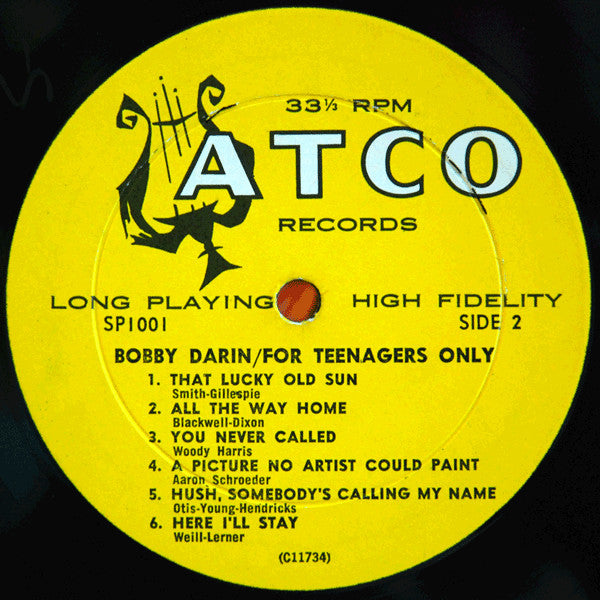 33⅓ RPM
ATCO
RECORDS
LONG PLAYING HIGH FIDELITY
SP1001 SIDE 2
BOBBY DARIN/FOR TEENAGERS ONLY
1. THAT LUCKY OLD SUN
Smith-Gillespie
2. ALL THE WAY HOME
Blackwell-Dixon
3. YOU NEVER CALLED
Woody Harris
4. A PICTURE NO ARTIST COULD PAINT
Aaron Schroeder
5. HUSH, SOMEBODY'S CALLING MY NAME
Otis-Young-Hendricks
6. HERE I'LL STAY
Weill-Lerner
(C11734)